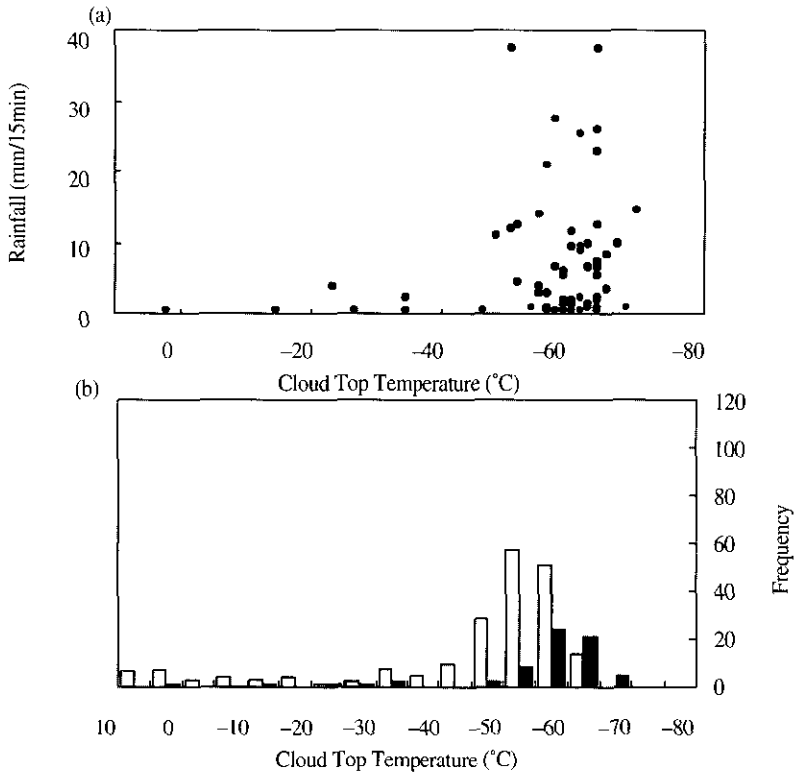 (a)
40
30
20
10
0
Rainfall (mm/15min)
0 −20 −40 −60 −80
Cloud Top Temperature (°C)
(b)
120
100
80
60
40
20
0
Frequency
10 0 −10 −20 −30 −40 −50 −60 −70 −80
Cloud Top Temperature (°C)